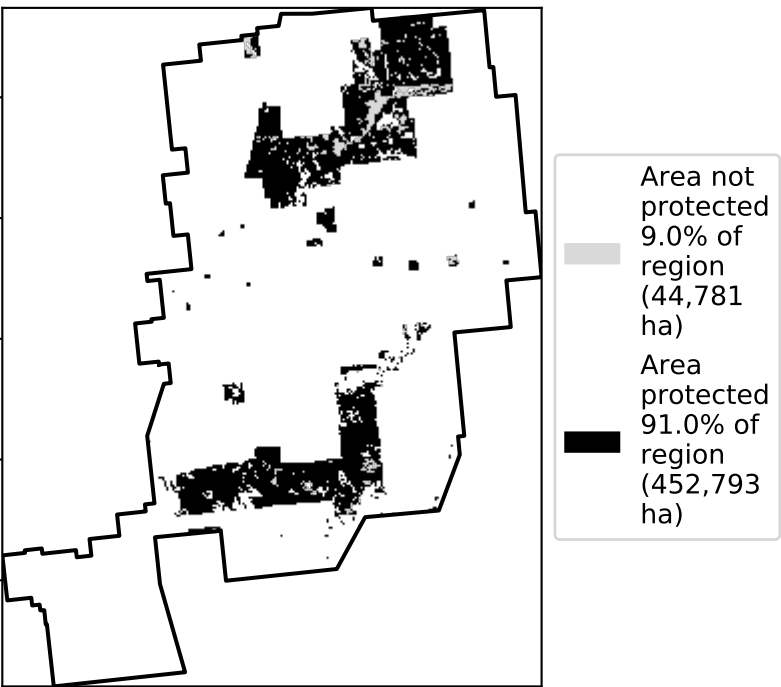 Area not
protected
9.0% of
region
(44,781
ha)
Area
protected
91.0% of
region
(452,793
ha)